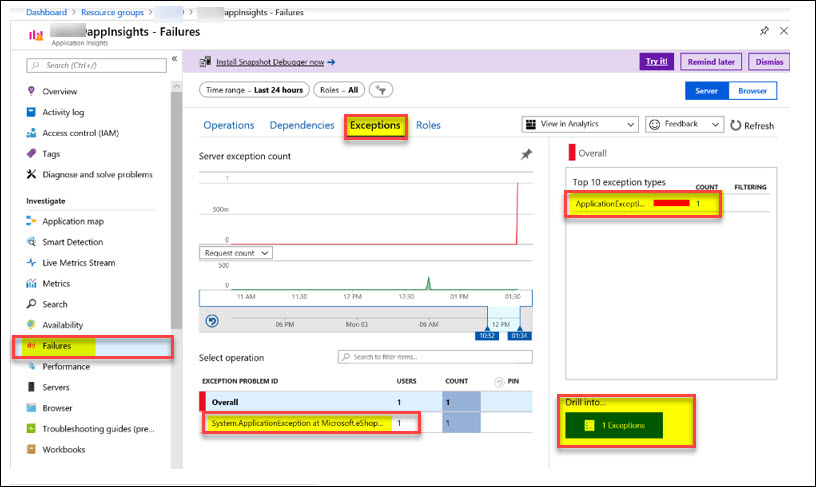 Dashboard > Resource groups > > appInsights - Failures
appInsights - Failures
Application Insights
Search (Ctrl+/)
«
Overview
Activity log
Access control (IAM)
Tags
Diagnose and solve problems
Investigate
Application map
Smart Detection
Live Metrics Stream
Metrics
Search
Availability
Failures
Performance
Servers
Browser
Troubleshooting guides (pre...
Workbooks
Install Snapshot Debugger now →
Try it!
Remind later
Dismiss
Time range = Last 24 hours
Roles = All
Server
Browser
Operations
Dependencies
Exceptions
Roles
View in Analytics
Feedback
Refresh
Server exception count
1
500m
0
Request count
500
0
11 AM 11:30 12 PM 12:30 01 PM 01:30
06 PM Mon 03 06 AM 12 PM
10:52 01:34
Select operation
Search to filter items...
EXCEPTION PROBLEM ID USERS COUNT PIN
Overall 1 1
System.ApplicationException at Microsoft.eShop... 1 1
Overall
Top 10 exception types COUNT FILTERING
ApplicationExcepti... 1
Drill into...
1 Exceptions